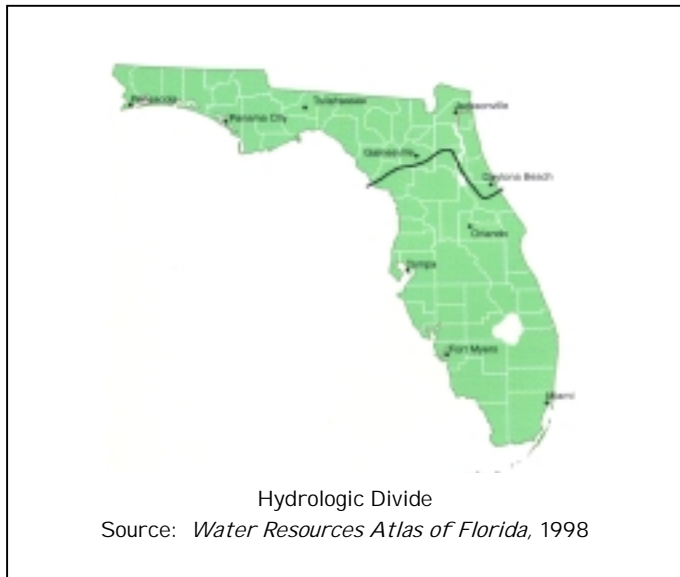 Pensacola
Tallahassee
Jacksonville
Panama City
Gainesville
Daytona Beach
Orlando
Tampa
Fort Myers
Miami
Hydrologic Divide
Source: Water Resources Atlas of Florida, 1998